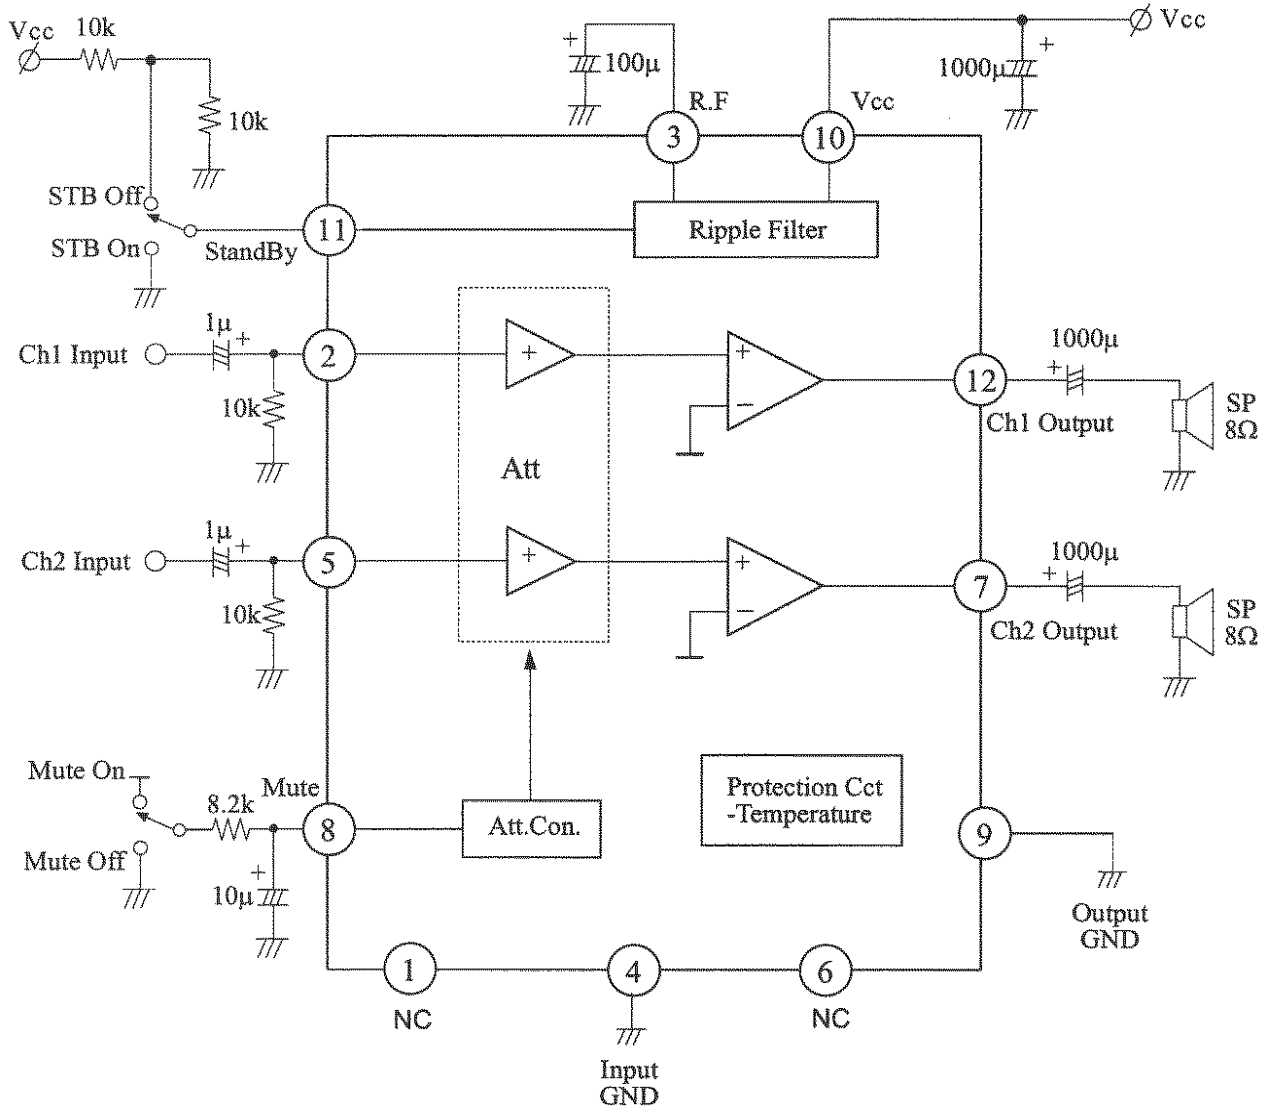 Vcc
10k
10k
STB Off
STB On
StandBy
11
+
100μ
R.F
3
Vcc
10
1000μ
+
Vcc
Ripple Filter
Ch1 Input
1μ
+
10k
2
+
+
−
12
Ch1 Output
1000μ
+
SP
8Ω
Att
Ch2 Input
1μ
+
10k
5
+
+
−
7
Ch2 Output
1000μ
+
SP
8Ω
Mute On
Mute Off
8.2k
Mute
8
+
10μ
Att.Con.
Protection Cct
-Temperature
9
Output
GND
1
NC
4
Input
GND
6
NC